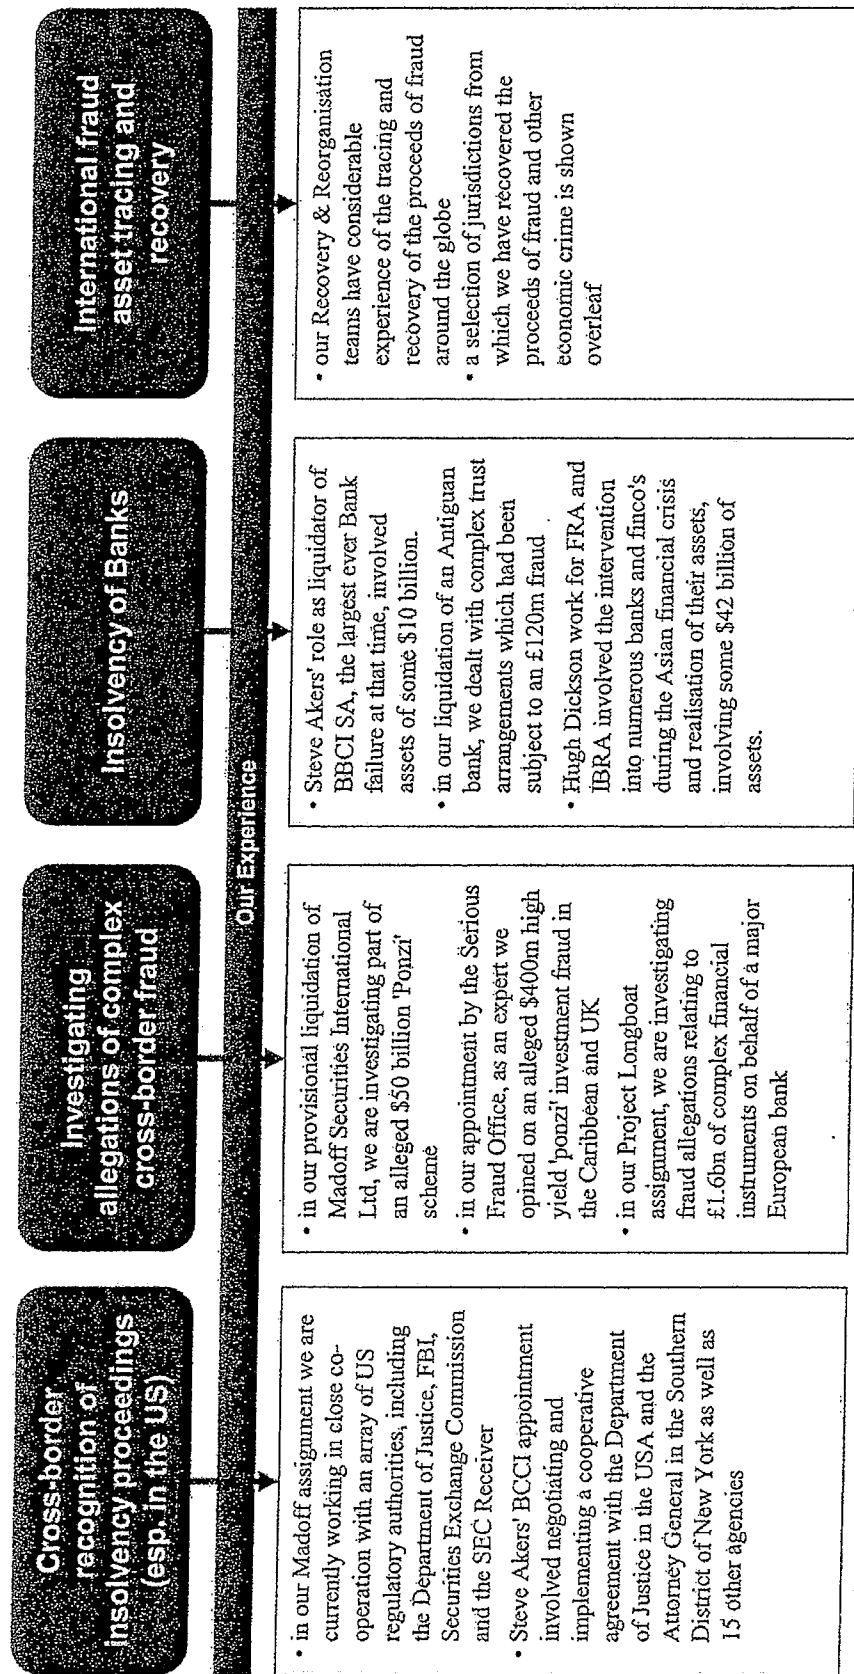 Cross-border
recognition of
insolvency proceedings
(esp. in the US)
Investigating
allegations of complex
cross-border fraud
Insolvency of Banks
International fraud
asset tracing and
recovery
Our Experience
• in our Madoff assignment we are
currently working in close co-
operation with an array of US
regulatory authorities, including
the Department of Justice, FBI,
Securities Exchange Commission
and the SEC Receiver
• Steve Akers' BCCI appointment
involved negotiating and
implementing a cooperative
agreement with the Department
of Justice in the USA and the
Attorney General in the Southern
District of New York as well as
15 other agencies
• in our provisional liquidation of
Madoff Securities International
Ltd, we are investigating part of
an alleged $50 billion 'Ponzi'
scheme
• in our appointment by the Serious
Fraud Office, as an expert we
opined on an alleged $400m high
yield 'ponzi' investment fraud in
the Caribbean and UK
• in our Project Longboat
assignment, we are investigating
fraud allegations relating to
£1.6bn of complex financial
instruments on behalf of a major
European bank
• Steve Akers' role as liquidator of
BBCI SA, the largest ever Bank
failure at that time, involved
assets of some $10 billion.
• in our liquidation of an Antiguan
bank, we dealt with complex trust
arrangements which had been
subject to an £120m fraud
• Hugh Dickson work for FRA and
IBRA involved the intervention
into numerous banks and finco's
during the Asian financial crisis
and realisation of their assets,
involving some $42 billion of
assets.
• our Recovery & Reorganisation
teams have considerable
experience of the tracing and
recovery of the proceeds of fraud
around the globe
• a selection of jurisdictions from
which we have recovered the
proceeds of fraud and other
economic crime is shown
overleaf